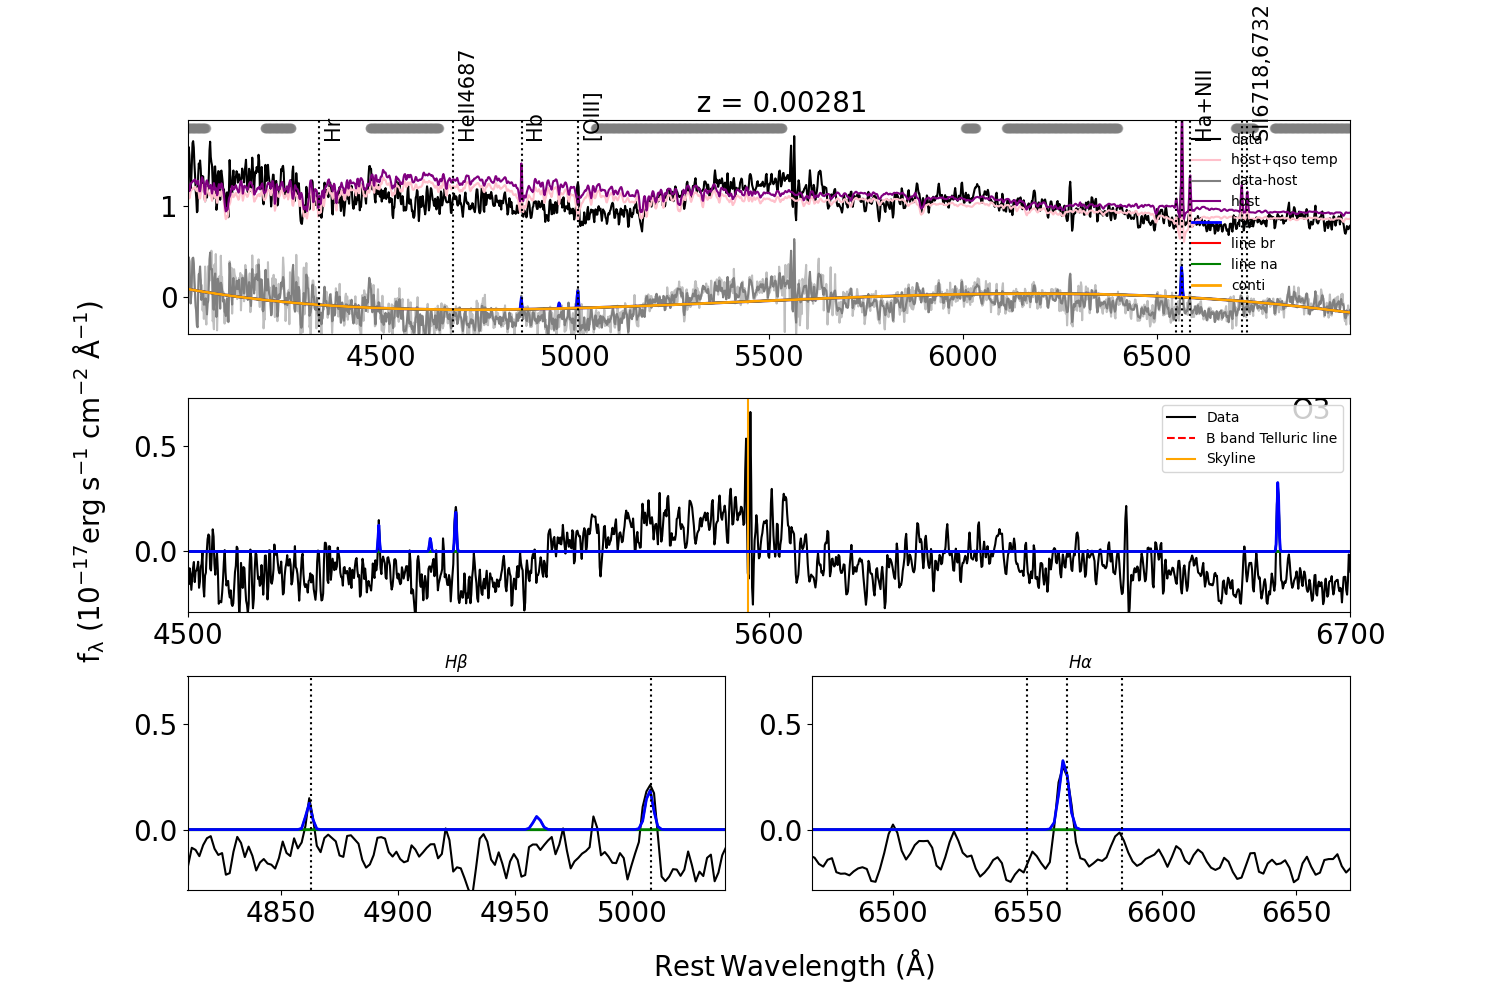 z = 0.00281
Hr
HeII4687
Hb
[OIII]
Ha+NII
SII6718,6732
data
host+qso temp
data-host
host
line br
line na
conti
1
0
4500 5000 5500 6000 6500
O3
Data
B band Telluric line
Skyline
0.5
0.0
4500 5600 6700
fλ (10⁻¹⁷erg s⁻¹ cm⁻² Å⁻¹)
Hβ
0.5
0.0
4850 4900 4950 5000
Hα
0.5
0.0
6500 6550 6600 6650
Rest Wavelength (Å)